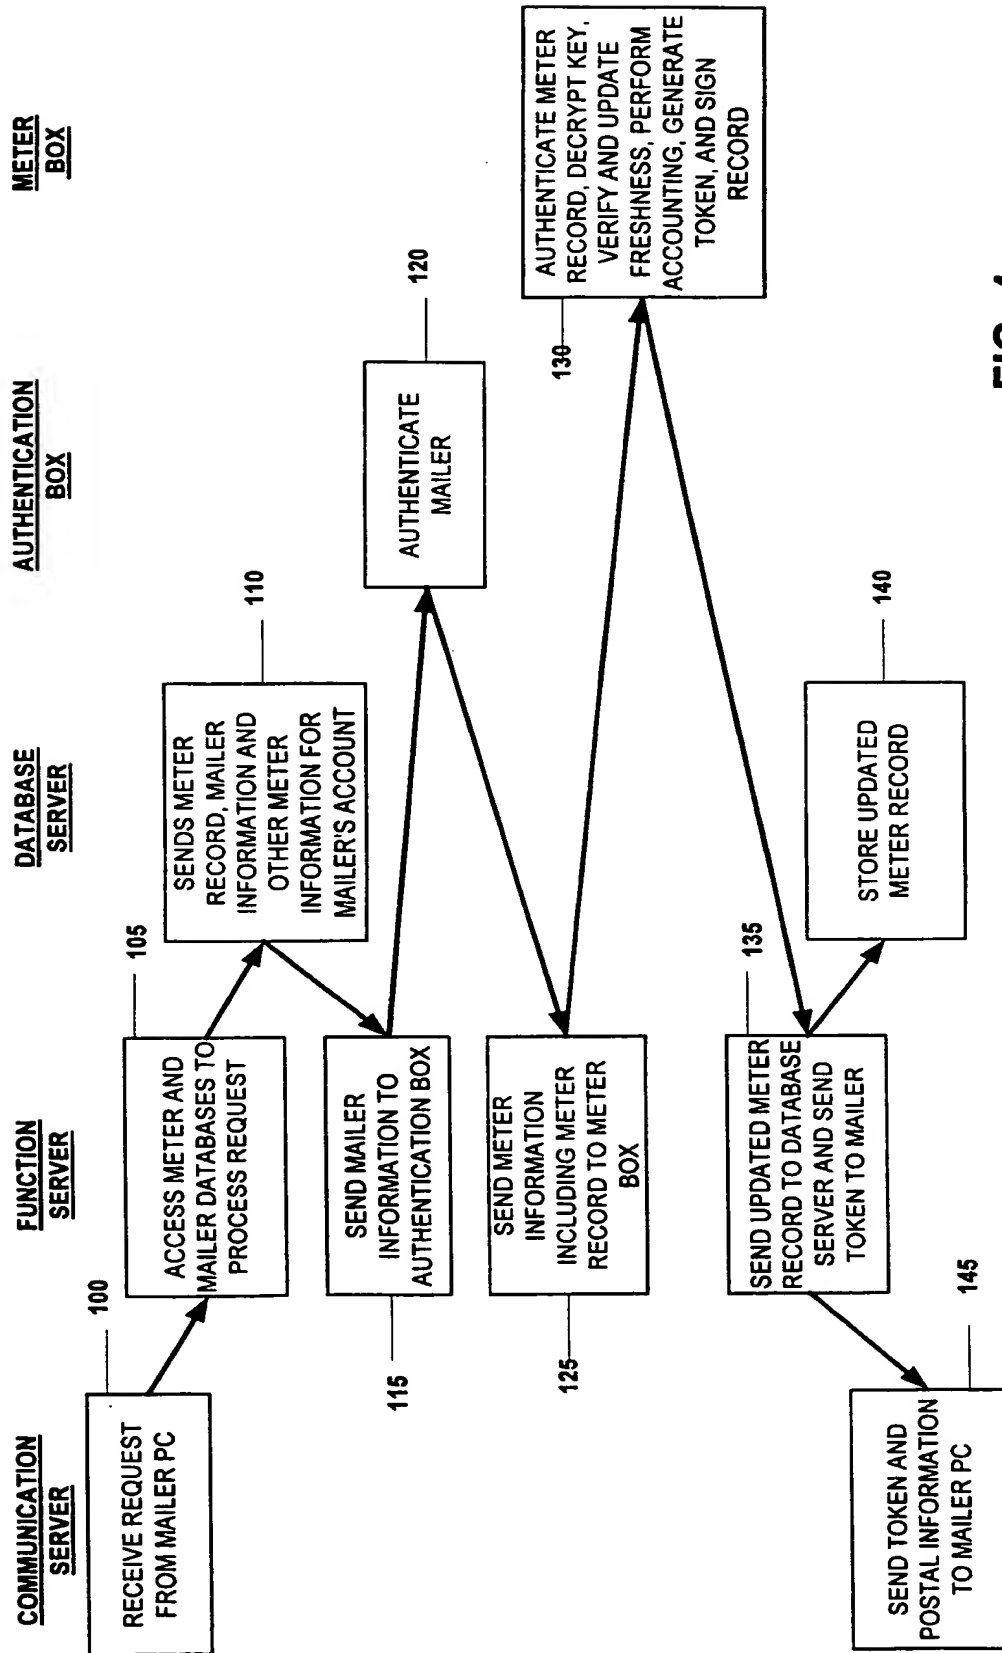 COMMUNICATION
SERVER
FUNCTION
SERVER
DATABASE
SERVER
AUTHENTICATION
BOX
METER
BOX
100
RECEIVE REQUEST
FROM MAILER PC
105
ACCESS METER AND
MAILER DATABASES TO
PROCESS REQUEST
110
SENDS METER
RECORD, MAILER
INFORMATION AND
OTHER METER
INFORMATION FOR
MAILER'S ACCOUNT
115
SEND MAILER
INFORMATION TO
AUTHENTICATION BOX
120
AUTHENTICATE
MAILER
125
SEND METER
INFORMATION
INCLUDING METER
RECORD TO METER
BOX
130
AUTHENTICATE METER
RECORD, DECRYPT KEY,
VERIFY AND UPDATE
FRESHNESS, PERFORM
ACCOUNTING, GENERATE
TOKEN, AND SIGN
RECORD
135
SEND UPDATED METER
RECORD TO DATABASE
SERVER AND SEND
TOKEN TO MAILER
140
STORE UPDATED
METER RECORD
145
SEND TOKEN AND
POSTAL INFORMATION
TO MAILER PC